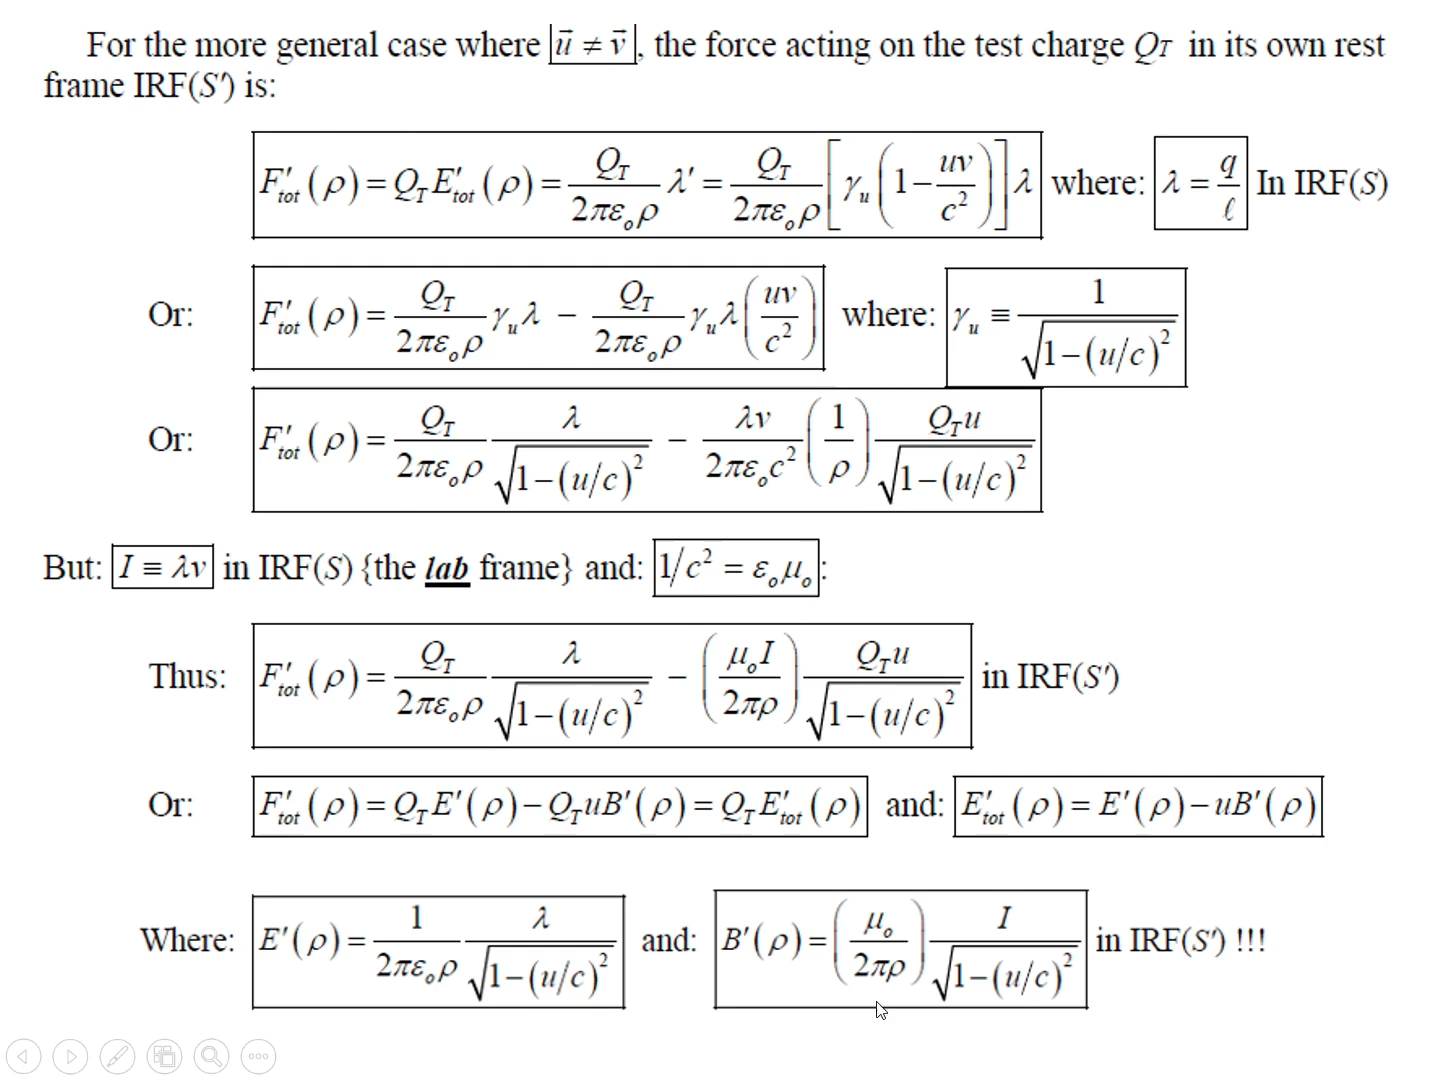 For the more general case where |u⃗ ≠ v⃗|, the force acting on the test charge Q_T in its own rest
frame IRF(S′) is:
F′_tot(ρ) = Q_T E′_tot(ρ) = Q_T/(2πε_oρ) λ′ = Q_T/(2πε_oρ) [γ_u(1 − uv/c²)] λ where: λ = q/ℓ In IRF(S)
Or: F′_tot(ρ) = Q_T/(2πε_oρ) γ_u λ − Q_T/(2πε_oρ) γ_u λ (uv/c²) where: γ_u ≡ 1/√(1−(u/c)²)
Or: F′_tot(ρ) = Q_T/(2πε_oρ) λ/√(1−(u/c)²) − λv/(2πε_oc²) (1/ρ) Q_T u/√(1−(u/c)²)
But: I ≡ λv in IRF(S) {the lab frame} and: 1/c² = ε_oμ_o:
Thus: F′_tot(ρ) = Q_T/(2πε_oρ) λ/√(1−(u/c)²) − (μ_oI/(2πρ)) Q_T u/√(1−(u/c)²) in IRF(S′)
Or: F′_tot(ρ) = Q_T E′(ρ) − Q_T uB′(ρ) = Q_T E′_tot(ρ) and: E′_tot(ρ) = E′(ρ) − uB′(ρ)
Where: E′(ρ) = 1/(2πε_oρ) λ/√(1−(u/c)²) and: B′(ρ) = (μ_o/(2πρ)) I/√(1−(u/c)²) in IRF(S′) !!!